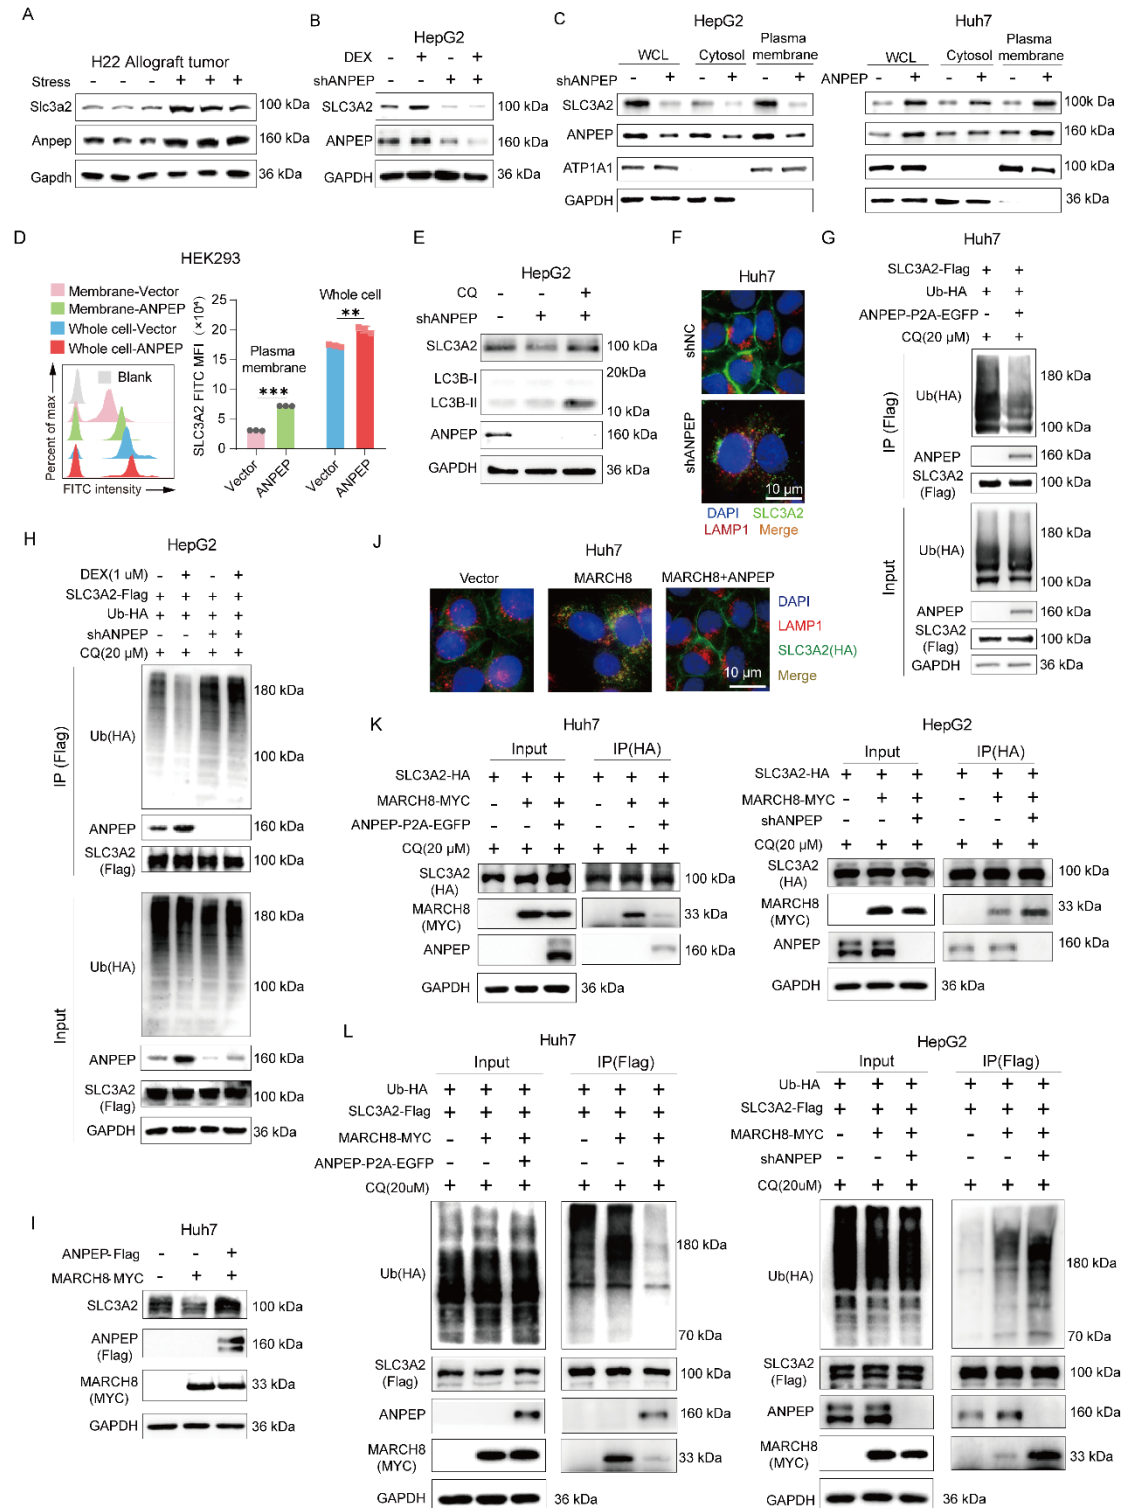 A
H22 Allograft tumor
Stress - - - + + +
Slc3a2 100 kDa
Anpep 160 kDa
Gapdh 36 kDa
B
HepG2
DEX - + - +
shANPEP - - + +
SLC3A2 100 kDa
ANPEP 160 kDa
GAPDH 36 kDa
C
HepG2
WCL Cytosol Plasma membrane
shANPEP - + - + - +
SLC3A2
ANPEP
ATP1A1
GAPDH
Huh7
WCL Cytosol Plasma membrane
ANPEP - + - + - +
100k Da
160 kDa
100 kDa
36 kDa
D
HEK293
Membrane-Vector
Membrane-ANPEP
Whole cell-Vector
Whole cell-ANPEP
Blank
Percent of max
FITC intensity
SLC3A2 FITC MFI (×10⁴)
25
20
15
10
5
0
Plasma membrane
***
Whole cell
**
Vector
ANPEP
Vector
ANPEP
E
HepG2
CQ - - +
shANPEP - + +
SLC3A2 100 kDa
LC3B-I 20kDa
LC3B-II 10 kDa
ANPEP 160 kDa
GAPDH 36 kDa
F
Huh7
shNC
shANPEP
10 µm
DAPI SLC3A2
LAMP1 Merge
G
Huh7
SLC3A2-Flag + +
Ub-HA + +
ANPEP-P2A-EGFP - +
CQ(20 µM) + +
IP (Flag)
Ub(HA) 180 kDa
100 kDa
ANPEP 160 kDa
SLC3A2 (Flag) 100 kDa
Input
Ub(HA) 180 kDa
100 kDa
ANPEP 160 kDa
SLC3A2 (Flag) 100 kDa
GAPDH 36 kDa
H
HepG2
DEX(1 uM) - + - +
SLC3A2-Flag + + + +
Ub-HA + + + +
shANPEP - - + +
CQ(20 µM) + + + +
IP (Flag)
Ub(HA) 180 kDa
100 kDa
ANPEP 160 kDa
SLC3A2 (Flag) 100 kDa
Input
Ub(HA) 180 kDa
100 kDa
ANPEP 160 kDa
SLC3A2 (Flag) 100 kDa
GAPDH 36 kDa
I
Huh7
ANPEP-Flag - - +
MARCH8-MYC - + +
SLC3A2 100 kDa
ANPEP (Flag) 160 kDa
MARCH8 (MYC) 33 kDa
GAPDH 36 kDa
J
Huh7
Vector MARCH8 MARCH8+ANPEP
DAPI
LAMP1
SLC3A2(HA)
Merge
10 µm
K
Huh7
Input IP(HA)
SLC3A2-HA + + + + + +
MARCH8-MYC - + + - + +
ANPEP-P2A-EGFP - - + - - +
CQ(20 µM) + + + + + +
SLC3A2 (HA) 100 kDa
MARCH8 (MYC) 33 kDa
ANPEP 160 kDa
GAPDH 36 kDa
HepG2
Input IP(HA)
SLC3A2-HA + + + + + +
MARCH8-MYC - + + - + +
shANPEP - - + - - +
CQ(20 µM) + + + + + +
SLC3A2 (HA) 100 kDa
MARCH8 (MYC) 33 kDa
ANPEP 160 kDa
GAPDH 36 kDa
L
Huh7
Input IP(Flag)
Ub-HA + + + + + +
SLC3A2-Flag + + + + + +
MARCH8-MYC - + + - + +
ANPEP-P2A-EGFP - - + - - +
CQ(20uM) + + + + + +
Ub(HA) 180 kDa
70 kDa
SLC3A2 (Flag) 100 kDa
ANPEP 160 kDa
MARCH8 (MYC) 33 kDa
GAPDH 36 kDa
HepG2
Input IP(Flag)
Ub-HA + + + + + +
SLC3A2-Flag + + + + + +
MARCH8-MYC - + + - + +
shANPEP - - + - - +
CQ(20uM) + + + + + +
Ub(HA) 180 kDa
70 kDa
SLC3A2 (Flag) 100 kDa
ANPEP 160 kDa
MARCH8 (MYC) 33 kDa
GAPDH 36 kDa